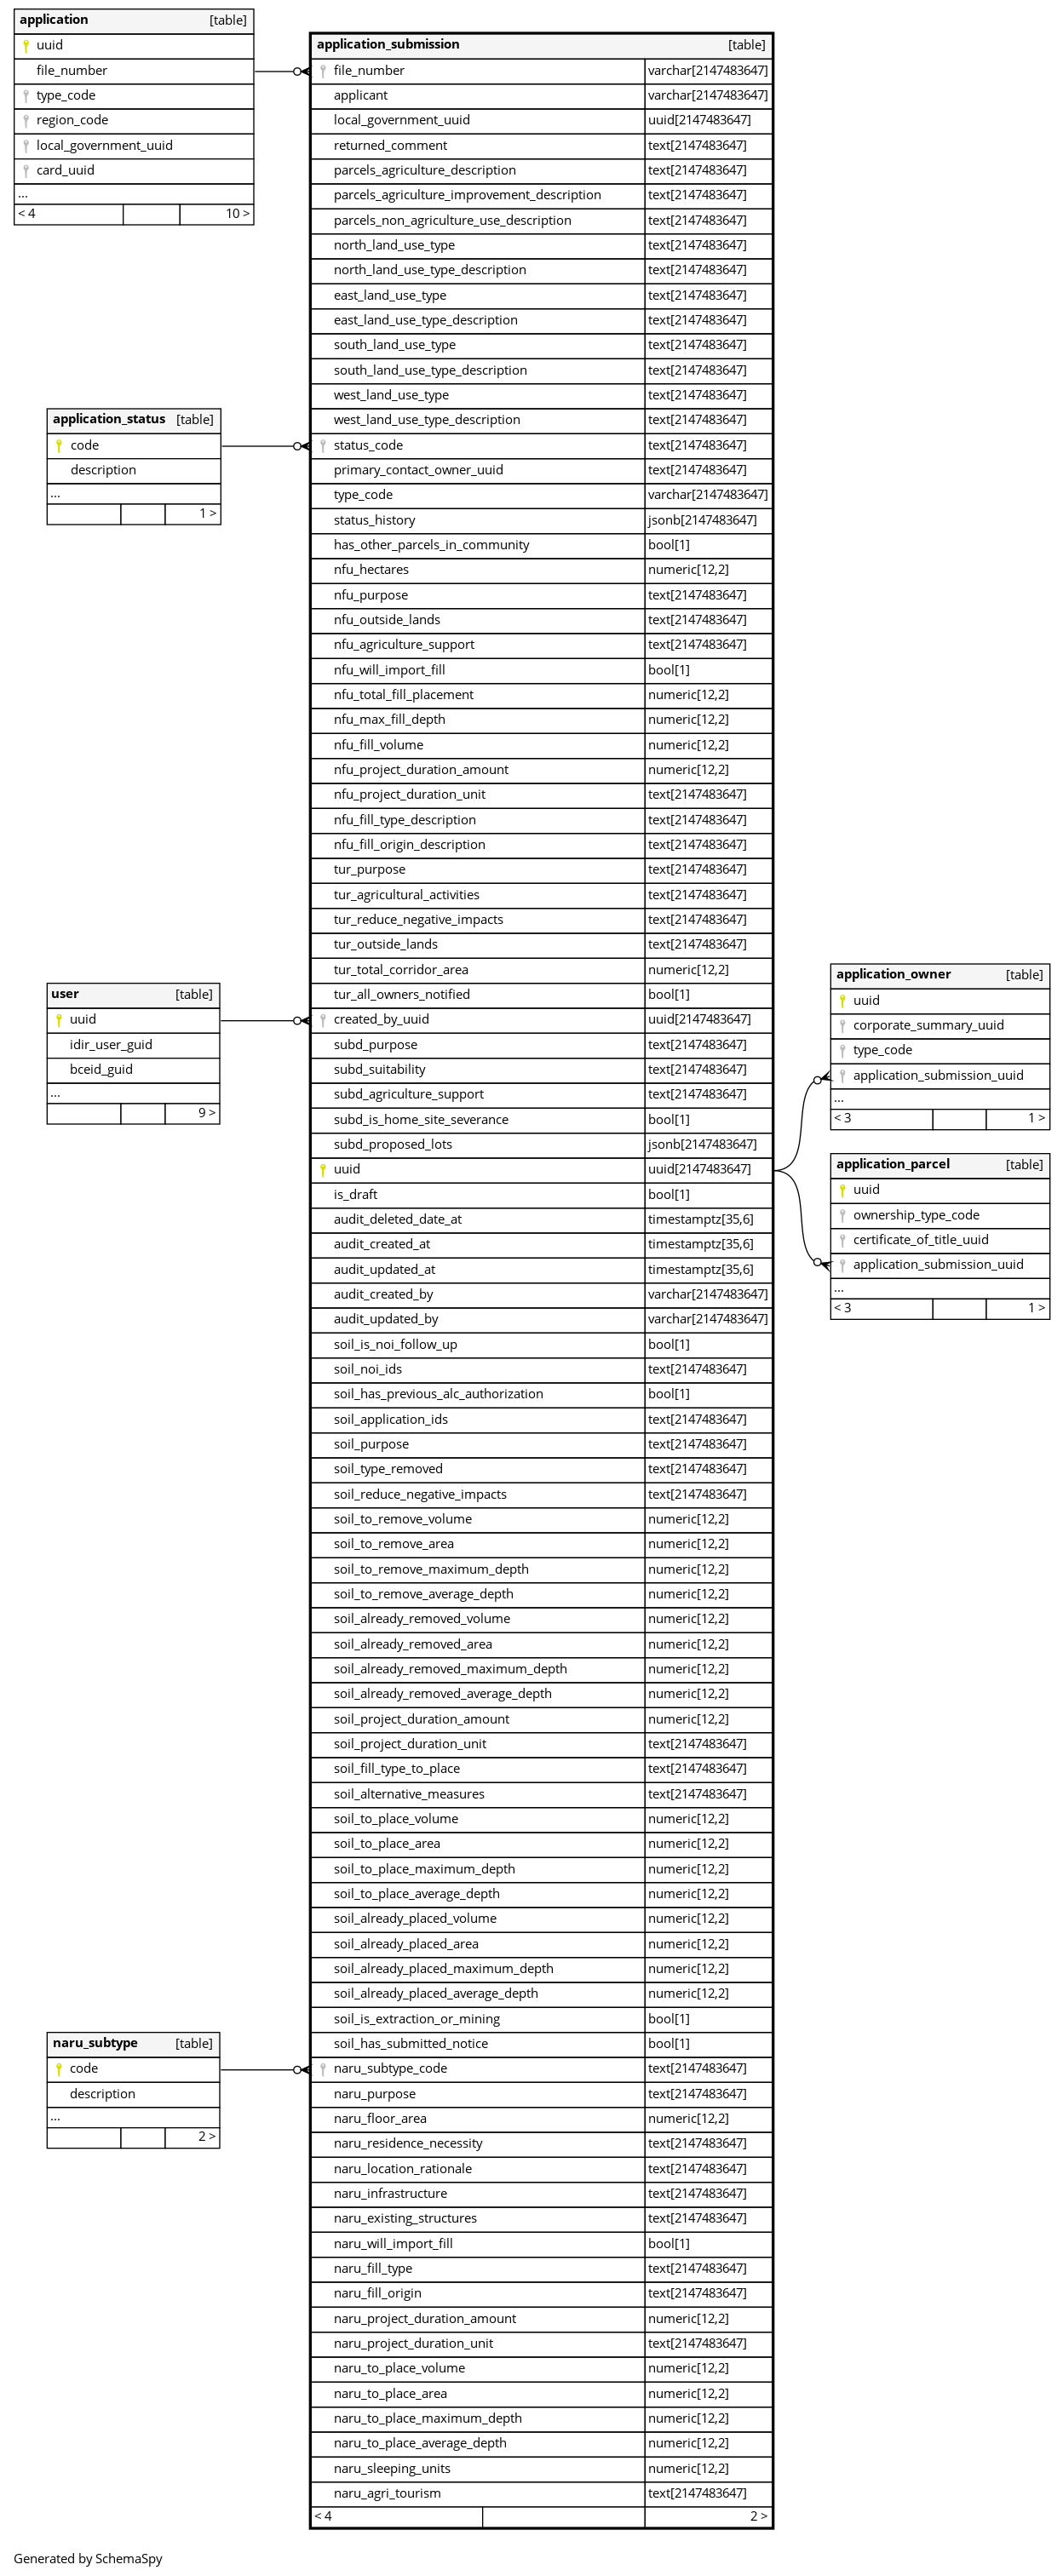 application [table]
uuid
file_number
type_code
region_code
local_government_uuid
card_uuid
...
< 4 10 >
application_submission [table]
file_number varchar[2147483647]
applicant varchar[2147483647]
local_government_uuid uuid[2147483647]
returned_comment text[2147483647]
parcels_agriculture_description text[2147483647]
parcels_agriculture_improvement_description text[2147483647]
parcels_non_agriculture_use_description text[2147483647]
north_land_use_type text[2147483647]
north_land_use_type_description text[2147483647]
east_land_use_type text[2147483647]
east_land_use_type_description text[2147483647]
south_land_use_type text[2147483647]
south_land_use_type_description text[2147483647]
west_land_use_type text[2147483647]
west_land_use_type_description text[2147483647]
status_code text[2147483647]
primary_contact_owner_uuid text[2147483647]
type_code varchar[2147483647]
status_history jsonb[2147483647]
has_other_parcels_in_community bool[1]
nfu_hectares numeric[12,2]
nfu_purpose text[2147483647]
nfu_outside_lands text[2147483647]
nfu_agriculture_support text[2147483647]
nfu_will_import_fill bool[1]
nfu_total_fill_placement numeric[12,2]
nfu_max_fill_depth numeric[12,2]
nfu_fill_volume numeric[12,2]
nfu_project_duration_amount numeric[12,2]
nfu_project_duration_unit text[2147483647]
nfu_fill_type_description text[2147483647]
nfu_fill_origin_description text[2147483647]
tur_purpose text[2147483647]
tur_agricultural_activities text[2147483647]
tur_reduce_negative_impacts text[2147483647]
tur_outside_lands text[2147483647]
tur_total_corridor_area numeric[12,2]
tur_all_owners_notified bool[1]
created_by_uuid uuid[2147483647]
subd_purpose text[2147483647]
subd_suitability text[2147483647]
subd_agriculture_support text[2147483647]
subd_is_home_site_severance bool[1]
subd_proposed_lots jsonb[2147483647]
uuid uuid[2147483647]
is_draft bool[1]
audit_deleted_date_at timestamptz[35,6]
audit_created_at timestamptz[35,6]
audit_updated_at timestamptz[35,6]
audit_created_by varchar[2147483647]
audit_updated_by varchar[2147483647]
soil_is_noi_follow_up bool[1]
soil_noi_ids text[2147483647]
soil_has_previous_alc_authorization bool[1]
soil_application_ids text[2147483647]
soil_purpose text[2147483647]
soil_type_removed text[2147483647]
soil_reduce_negative_impacts text[2147483647]
soil_to_remove_volume numeric[12,2]
soil_to_remove_area numeric[12,2]
soil_to_remove_maximum_depth numeric[12,2]
soil_to_remove_average_depth numeric[12,2]
soil_already_removed_volume numeric[12,2]
soil_already_removed_area numeric[12,2]
soil_already_removed_maximum_depth numeric[12,2]
soil_already_removed_average_depth numeric[12,2]
soil_project_duration_amount numeric[12,2]
soil_project_duration_unit text[2147483647]
soil_fill_type_to_place text[2147483647]
soil_alternative_measures text[2147483647]
soil_to_place_volume numeric[12,2]
soil_to_place_area numeric[12,2]
soil_to_place_maximum_depth numeric[12,2]
soil_to_place_average_depth numeric[12,2]
soil_already_placed_volume numeric[12,2]
soil_already_placed_area numeric[12,2]
soil_already_placed_maximum_depth numeric[12,2]
soil_already_placed_average_depth numeric[12,2]
soil_is_extraction_or_mining bool[1]
soil_has_submitted_notice bool[1]
naru_subtype_code text[2147483647]
naru_purpose text[2147483647]
naru_floor_area numeric[12,2]
naru_residence_necessity text[2147483647]
naru_location_rationale text[2147483647]
naru_infrastructure text[2147483647]
naru_existing_structures text[2147483647]
naru_will_import_fill bool[1]
naru_fill_type text[2147483647]
naru_fill_origin text[2147483647]
naru_project_duration_amount numeric[12,2]
naru_project_duration_unit text[2147483647]
naru_to_place_volume numeric[12,2]
naru_to_place_area numeric[12,2]
naru_to_place_maximum_depth numeric[12,2]
naru_to_place_average_depth numeric[12,2]
naru_sleeping_units numeric[12,2]
naru_agri_tourism text[2147483647]
< 4 2 >
application_status [table]
code
description
...
1 >
user [table]
uuid
idir_user_guid
bceid_guid
...
9 >
naru_subtype [table]
code
description
...
2 >
application_owner [table]
uuid
corporate_summary_uuid
type_code
application_submission_uuid
...
< 3 1 >
application_parcel [table]
uuid
ownership_type_code
certificate_of_title_uuid
application_submission_uuid
...
< 3 1 >
Generated by SchemaSpy